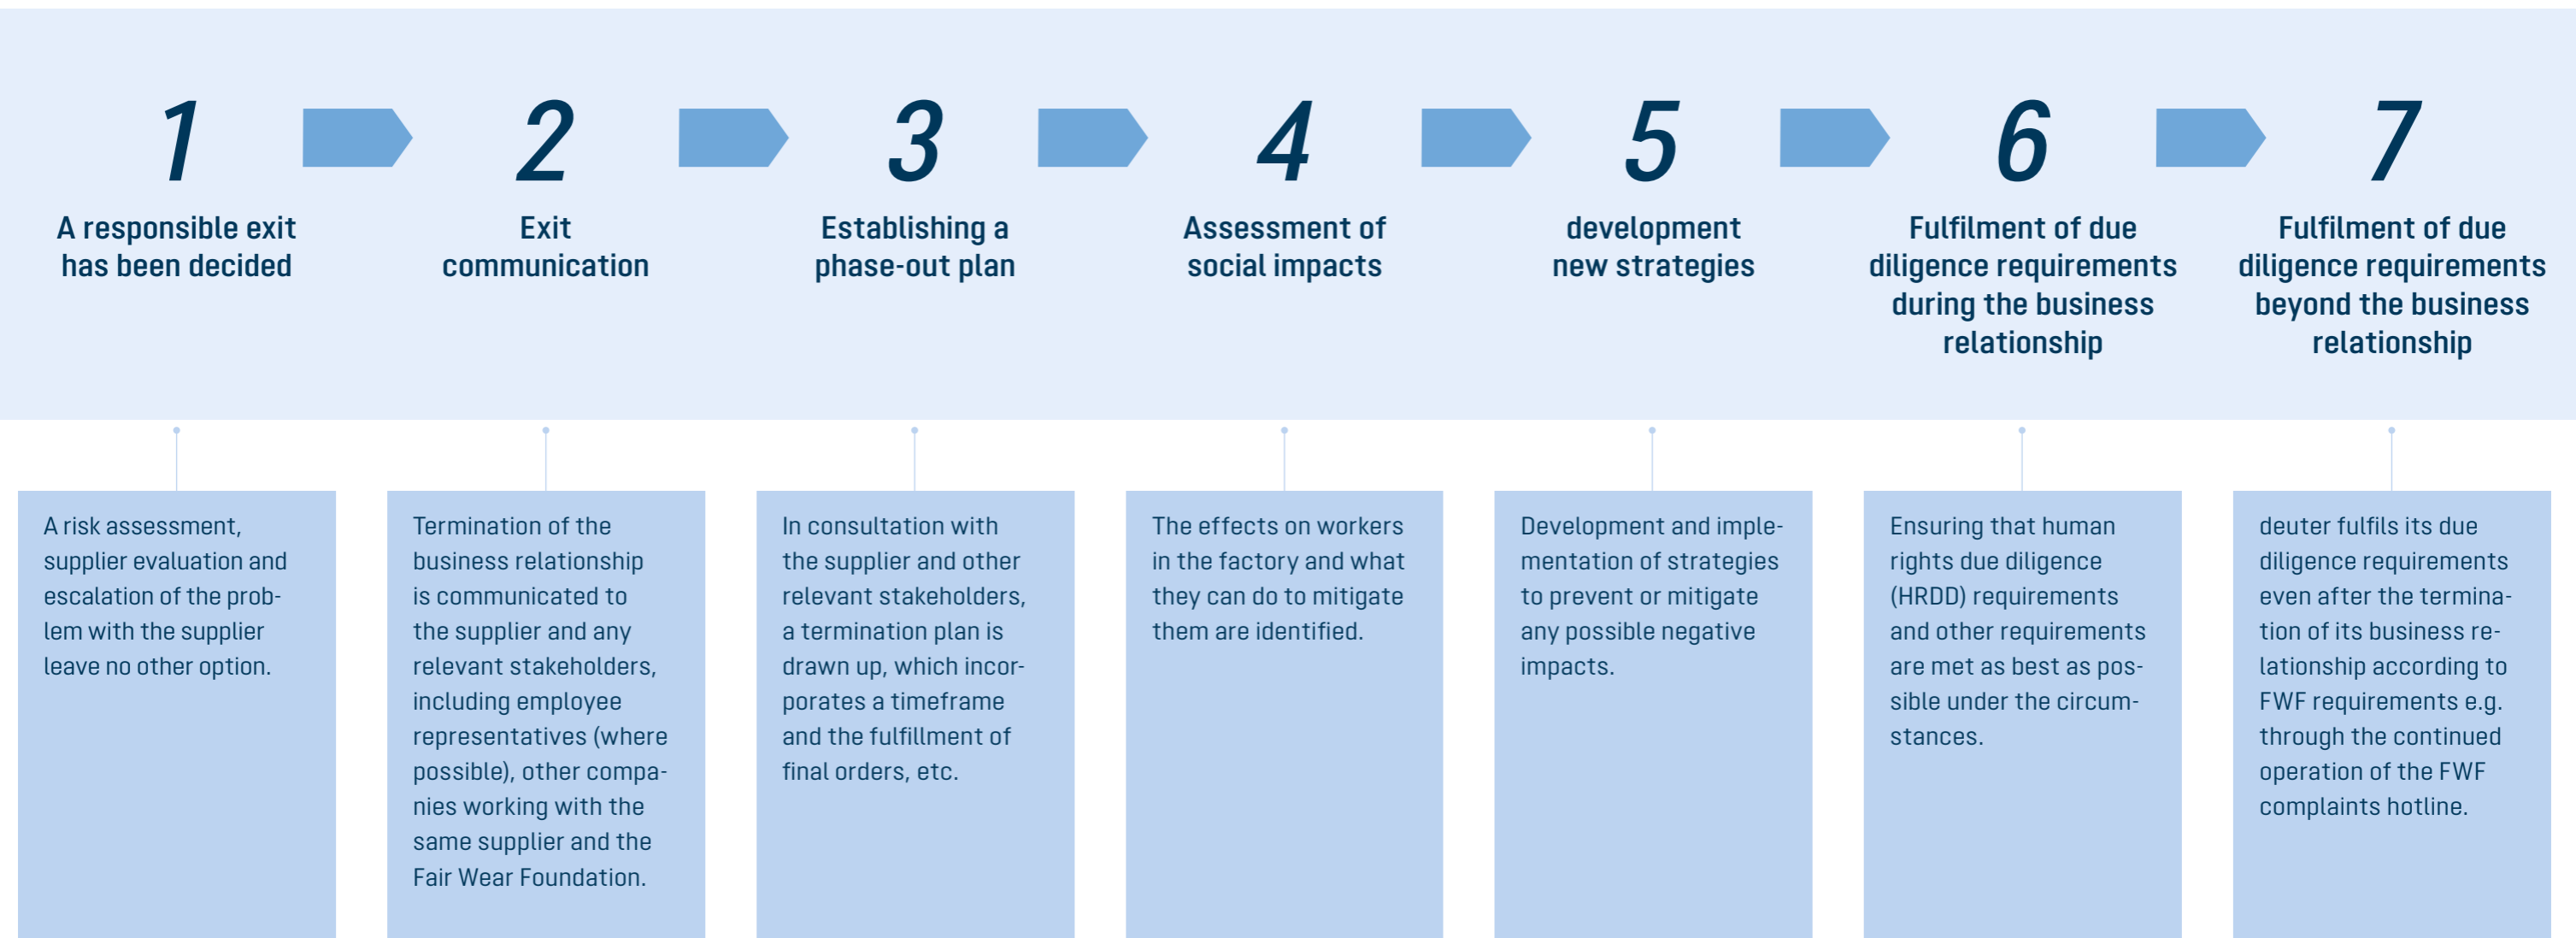 1
2
3
4
5
6
7
A responsible exit
has been decided
Exit
communication
Establishing a
phase-out plan
Assessment of
social impacts
development
new strategies
Fulfilment of due
diligence requirements
during the business
relationship
Fulfilment of due
diligence requirements
beyond the business
relationship
A risk assessment,
supplier evaluation and
escalation of the prob-
lem with the supplier
leave no other option.
Termination of the
business relationship
is communicated to
the supplier and any
relevant stakeholders,
including employee
representatives (where
possible), other compa-
nies working with the
same supplier and the
Fair Wear Foundation.
In consultation with
the supplier and other
relevant stakeholders,
a termination plan is
drawn up, which incor-
porates a timeframe
and the fulfillment of
final orders, etc.
The effects on workers
in the factory and what
they can do to mitigate
them are identified.
Development and imple-
mentation of strategies
to prevent or mitigate
any possible negative
impacts.
Ensuring that human
rights due diligence
(HRDD) requirements
and other requirements
are met as best as pos-
sible under the circum-
stances.
deuter fulfils its due
diligence requirements
even after the termina-
tion of its business re-
lationship according to
FWF requirements e.g.
through the continued
operation of the FWF
complaints hotline.